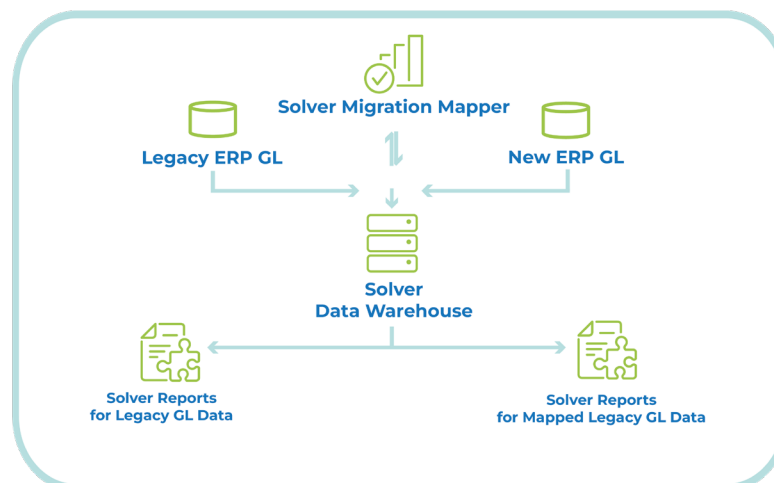 Solver Migration Mapper
Legacy ERP GL
New ERP GL
Solver
Data Warehouse
Solver Reports
for Legacy GL Data
Solver Reports
for Mapped Legacy GL Data